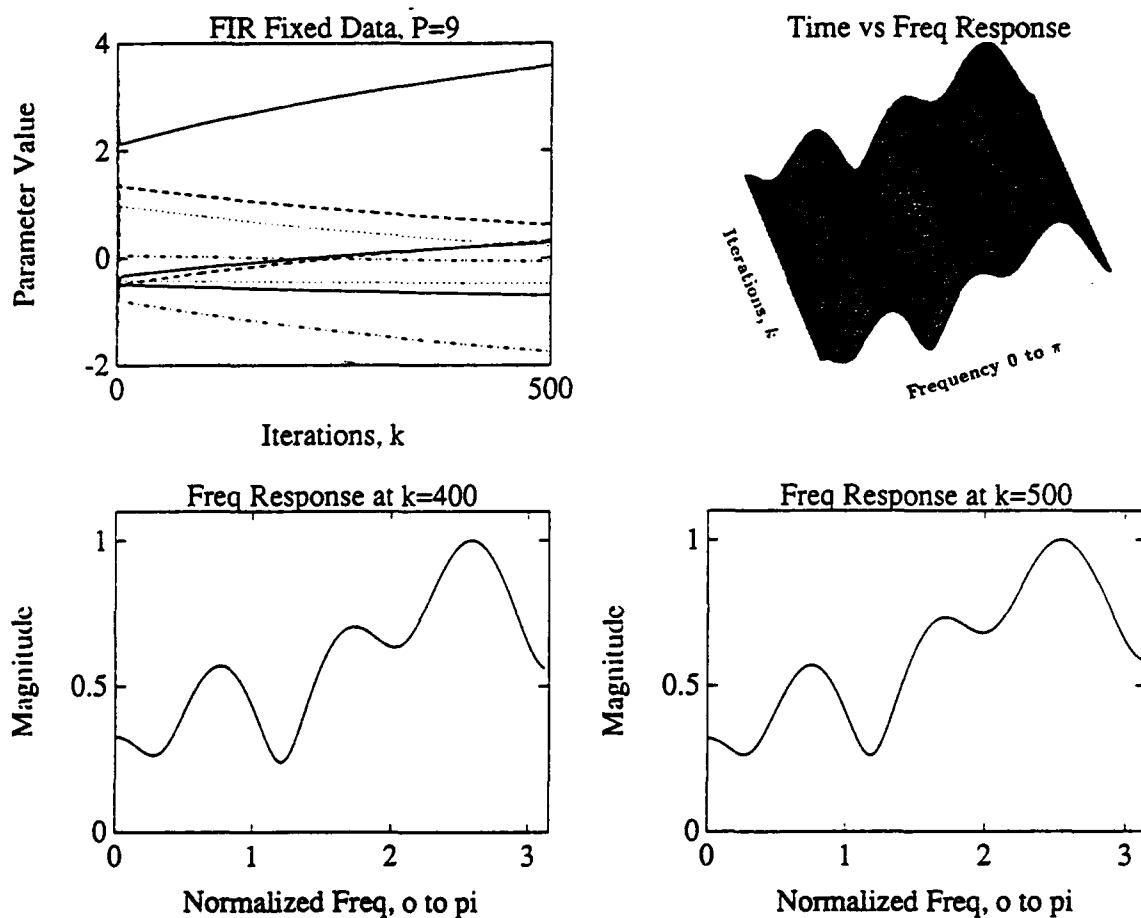 FIR Fixed Data, P=9
Parameter Value
4
2
0
-2
0
500
Iterations, k
Time vs Freq Response
Iterations, k
Frequency 0 to π
Freq Response at k=400
Magnitude
1
0.5
0
0
1
2
3
Normalized Freq, o to pi
Freq Response at k=500
Magnitude
1
0.5
0
0
1
2
3
Normalized Freq, o to pi